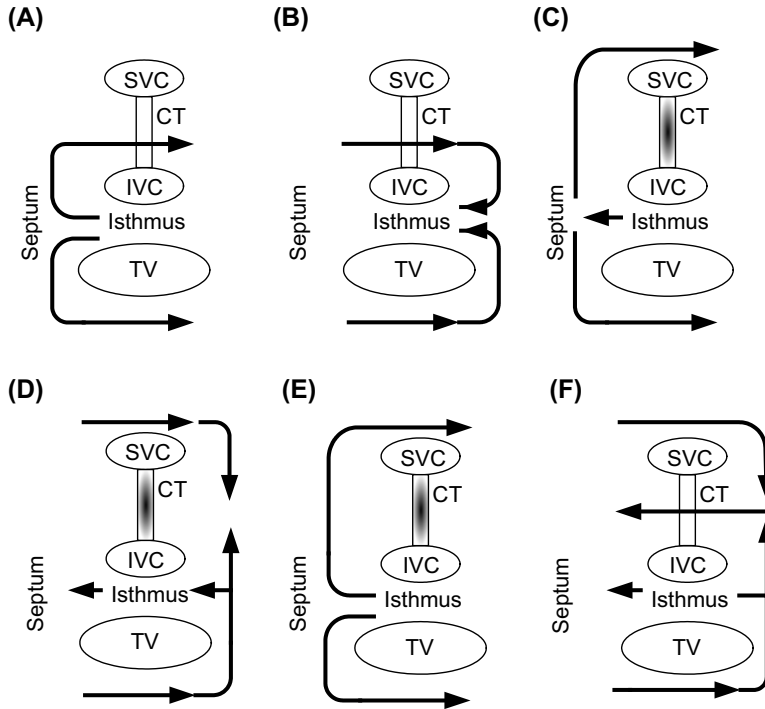 (A)
SVC
CT
IVC
Septum
Isthmus
TV
(B)
SVC
CT
IVC
Septum
Isthmus
TV
(C)
SVC
CT
IVC
Septum
Isthmus
TV
(D)
SVC
CT
IVC
Septum
Isthmus
TV
(E)
SVC
CT
IVC
Septum
Isthmus
TV
(F)
SVC
CT
IVC
Septum
Isthmus
TV